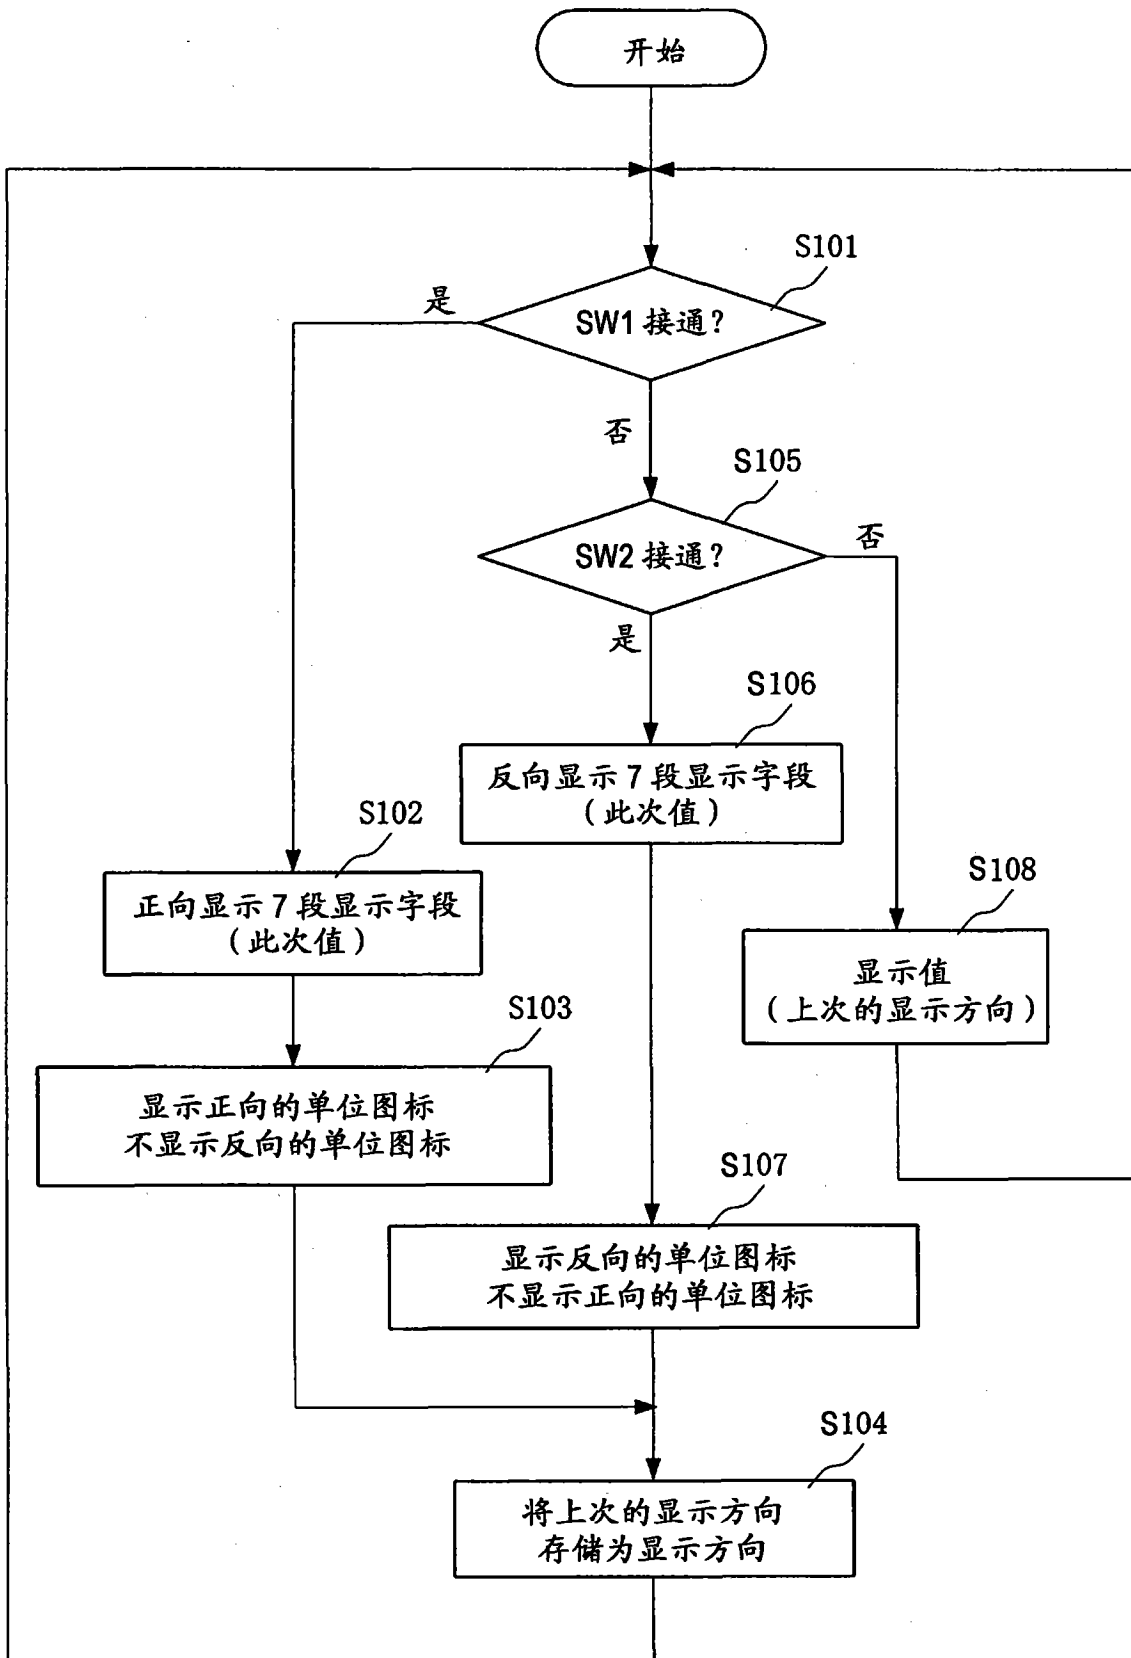 开始
S101
是
SW1 接通?
否
S105
SW2 接通?
否
是
S106
反向显示 7 段显示字段
(此次值)
S102
正向显示 7 段显示字段
(此次值)
S108
显示值
(上次的显示方向)
S103
显示正向的单位图标
不显示反向的单位图标
S107
显示反向的单位图标
不显示正向的单位图标
S104
将上次的显示方向
存储为显示方向